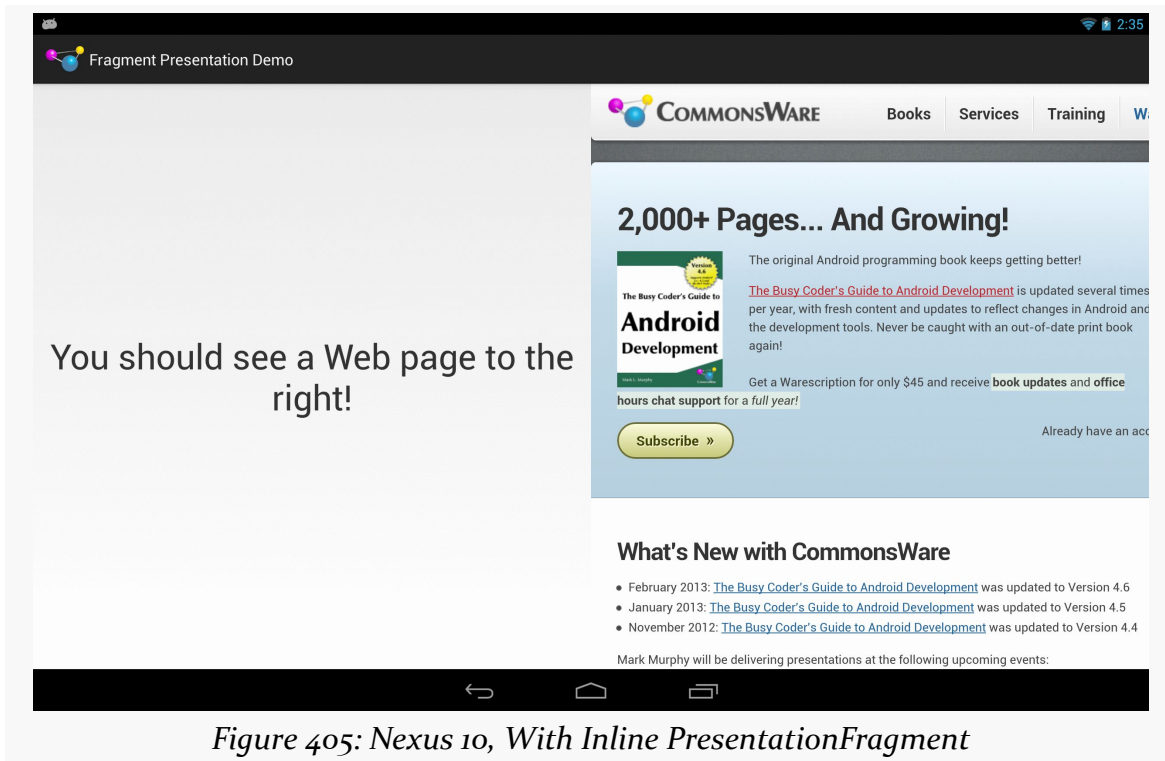 2:35
Fragment Presentation Demo
You should see a Web page to the
right!
COMMONSWARE
Books Services Training Wa
2,000+ Pages... And Growing!
Version
4.6
The Busy Coder's Guide to
Android
Development
Mark L. Murphy
CommonsWare
The original Android programming book keeps getting better!
The Busy Coder's Guide to Android Development is updated several times
per year, with fresh content and updates to reflect changes in Android and
the development tools. Never be caught with an out-of-date print book
again!
Get a Warescription for only $45 and receive book updates and office
hours chat support for a full year!
Subscribe »
Already have an acc
What's New with CommonsWare
• February 2013: The Busy Coder's Guide to Android Development was updated to Version 4.6
• January 2013: The Busy Coder's Guide to Android Development was updated to Version 4.5
• November 2012: The Busy Coder's Guide to Android Development was updated to Version 4.4
Mark Murphy will be delivering presentations at the following upcoming events:
Figure 405: Nexus 10, With Inline PresentationFragment